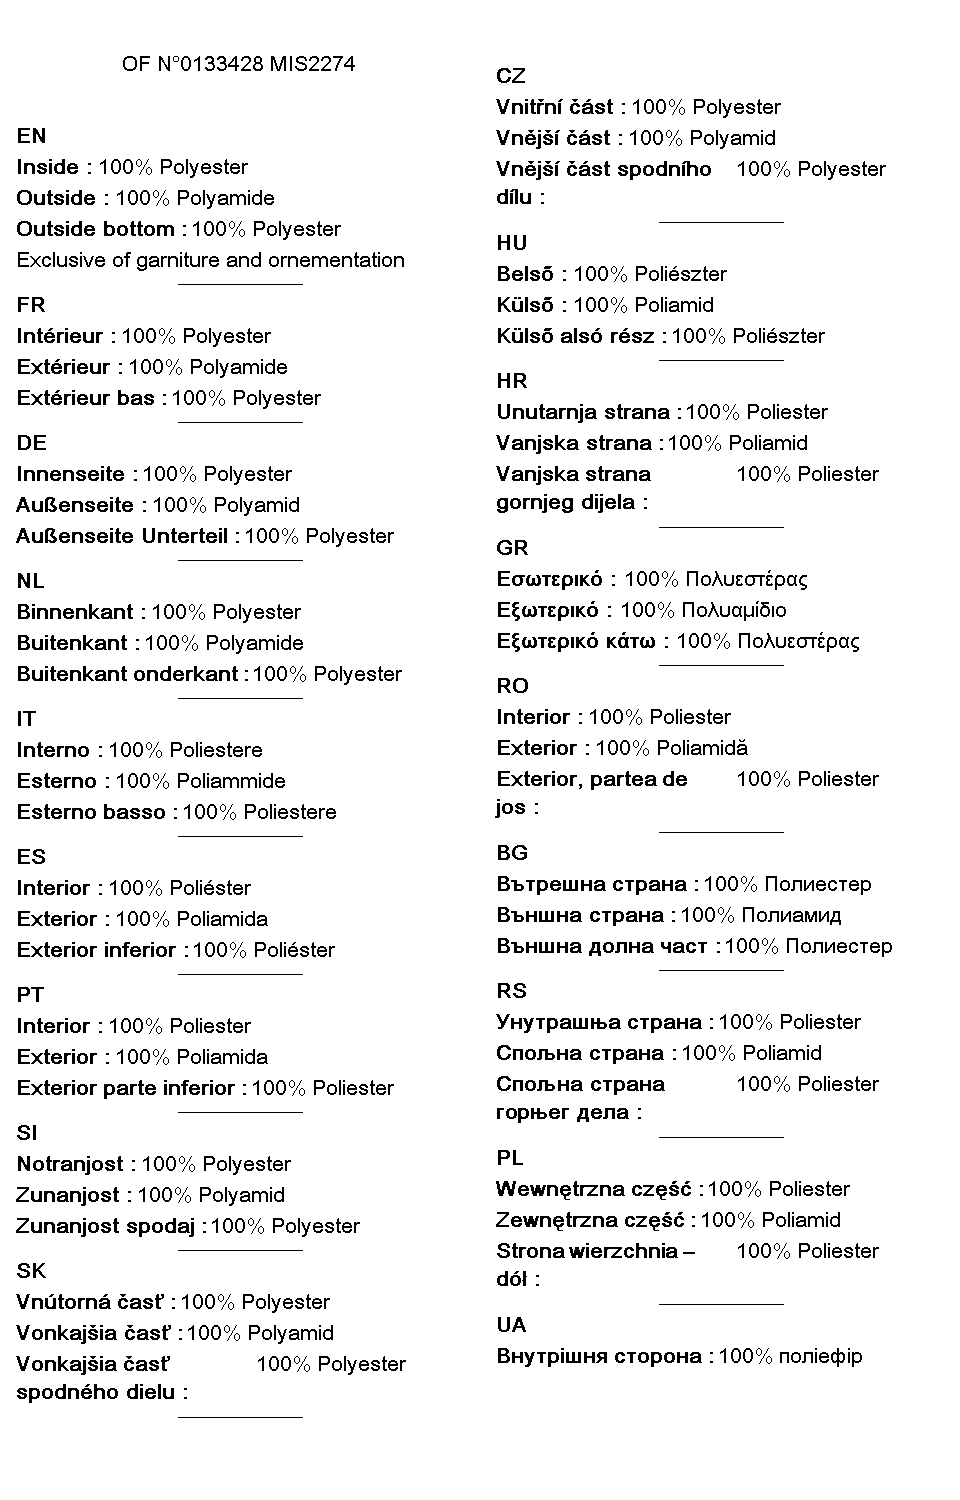 OF N°0133428 MIS2274
EN
Inside : 100% Polyester
Outside : 100% Polyamide
Outside bottom : 100% Polyester
Exclusive of garniture and ornementation
FR
Intérieur : 100% Polyester
Extérieur : 100% Polyamide
Extérieur bas : 100% Polyester
DE
Innenseite : 100% Polyester
Außenseite : 100% Polyamid
Außenseite Unterteil : 100% Polyester
NL
Binnenkant : 100% Polyester
Buitenkant : 100% Polyamide
Buitenkant onderkant : 100% Polyester
IT
Interno : 100% Poliestere
Esterno : 100% Poliammide
Esterno basso : 100% Poliestere
ES
Interior : 100% Poliéster
Exterior : 100% Poliamida
Exterior inferior : 100% Poliéster
PT
Interior : 100% Poliester
Exterior : 100% Poliamida
Exterior parte inferior : 100% Poliester
SI
Notranjost : 100% Polyester
Zunanjost : 100% Polyamid
Zunanjost spodaj : 100% Polyester
SK
Vnútorná časť : 100% Polyester
Vonkajšia časť : 100% Polyamid
Vonkajšia časť 100% Polyester
spodného dielu :
CZ
Vnitřní část : 100% Polyester
Vnější část : 100% Polyamid
Vnější část spodního 100% Polyester
dílu :
HU
Belső : 100% Poliészter
Külső : 100% Poliamid
Külső alsó rész : 100% Poliészter
HR
Unutarnja strana : 100% Poliester
Vanjska strana : 100% Poliamid
Vanjska strana 100% Poliester
gornjeg dijela :
GR
Εσωτερικό : 100% Πολυεστέρας
Εξωτερικό : 100% Πολυαμίδιο
Εξωτερικό κάτω : 100% Πολυεστέρας
RO
Interior : 100% Poliester
Exterior : 100% Poliamidă
Exterior, partea de 100% Poliester
jos :
BG
Вътрешна страна : 100% Полиестер
Външна страна : 100% Полиамид
Външна долна част : 100% Полиестер
RS
Унутрашња страна : 100% Poliester
Спољна страна : 100% Poliamid
Спољна страна 100% Poliester
горњег дела :
PL
Wewnętrzna część : 100% Poliester
Zewnętrzna część : 100% Poliamid
Strona wierzchnia – 100% Poliester
dół :
UA
Внутрішня сторона : 100% поліефір